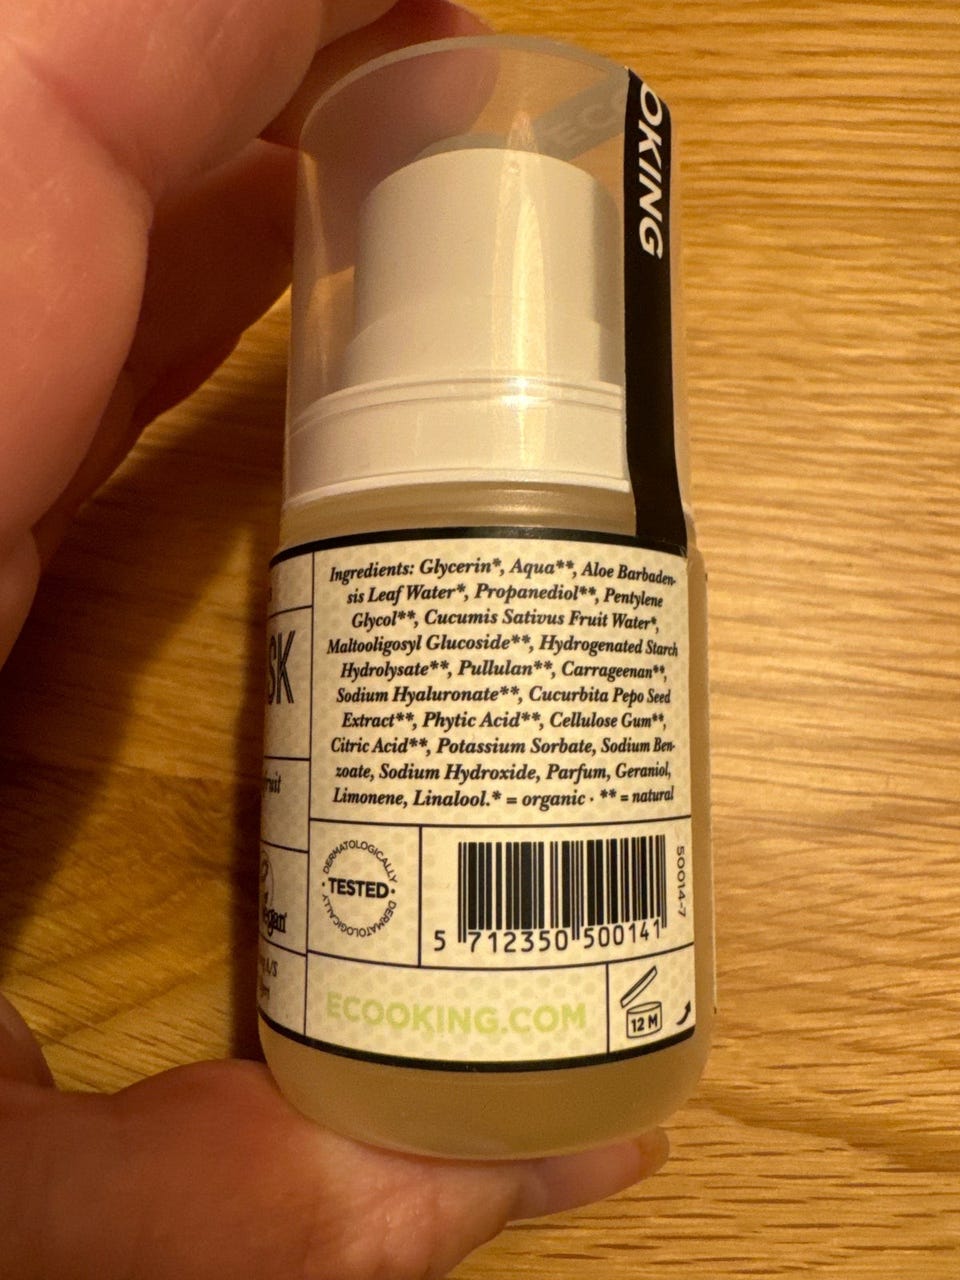 OKING
Ingredients: Glycerin*, Aqua**, Aloe Barbaden-
sis Leaf Water*, Propanediol**, Pentylene
Glycol**, Cucumis Sativus Fruit Water*,
Maltooligosyl Glucoside**, Hydrogenated Starch
Hydrolysate**, Pullulan**, Carrageenan**,
Sodium Hyaluronate**, Cucurbita Pepo Seed
Extract**, Phytic Acid**, Cellulose Gum**,
Citric Acid**, Potassium Sorbate, Sodium Ben-
zoate, Sodium Hydroxide, Parfum, Geraniol,
Limonene, Linalool.* = organic · ** = natural
SK
fruit
egan
A/S
DERMATOLOGICALLY
· TESTED ·
DERMATOLOGICALLY
5 712350 500141
50014-7
ECOOKING.COM
12 M